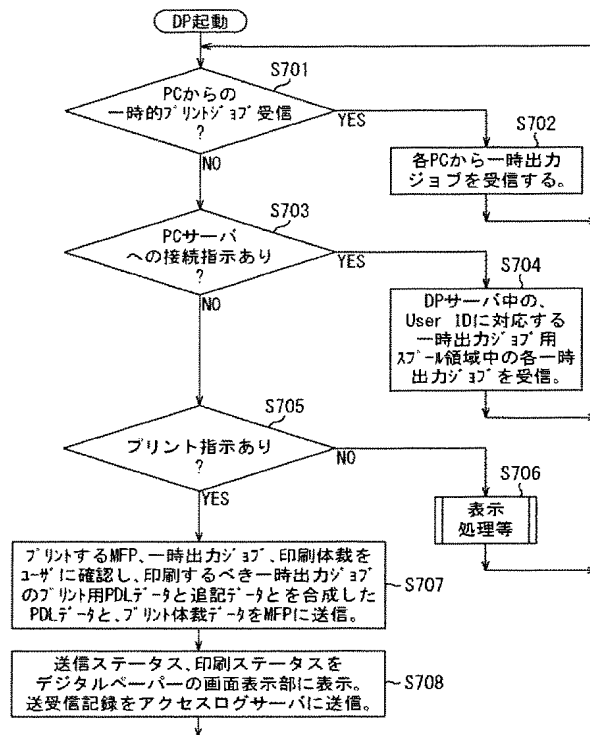 DP起動
S701
PCからの
一時的プリントジョブ受信
?
YES
NO
S702
各PCから一時出力
ジョブを受信する。
S703
PCサーバ
への接続指示あり
?
YES
NO
S704
DPサーバ中の、
User IDに対応する
一時出力ジョブ用
スプール領域中の各一時
出力ジョブを受信。
S705
プリント指示あり
?
NO
YES
S706
表示
処理等
プリントするMFP、一時出力ジョブ、印刷体裁を
ユーザに確認し、印刷するべき一時出力ジョブ
のプリント用PDLデータと追記データとを合成した
PDLデータと、プリント体裁データをMFPに送信。
S707
送信ステータス、印刷ステータスを
デジタルペーパーの画面表示部に表示。
送受信記録をアクセスログサーバに送信。
S708